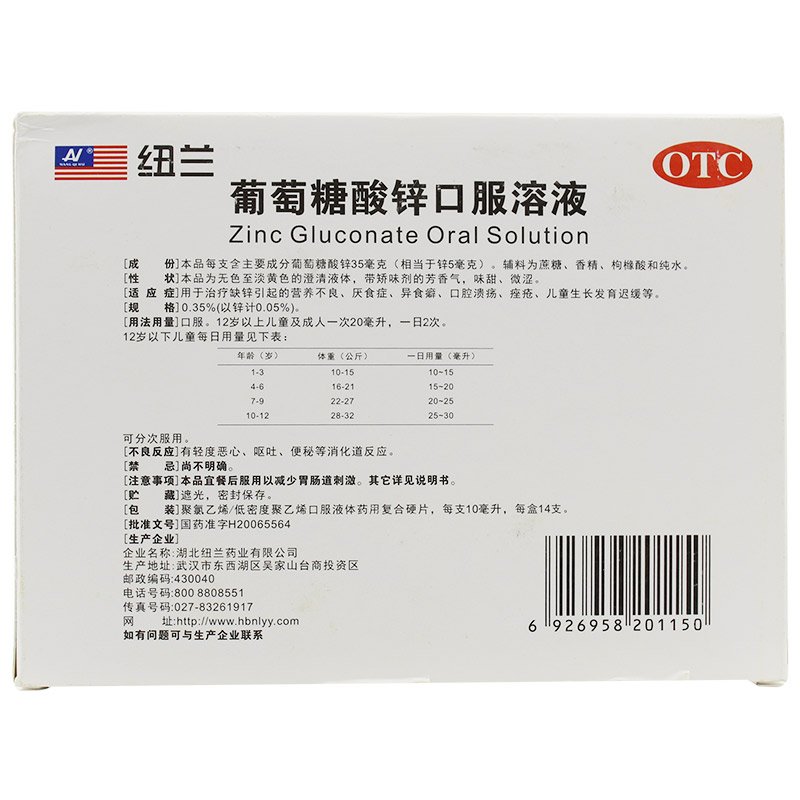 AV
WANG QI HAI
®
纽兰
OTC
葡萄糖酸锌口服溶液
Zinc Gluconate Oral Solution
[成 份]本品每支含主要成分葡萄糖酸锌35毫克（相当于锌5毫克）。辅料为蔗糖、香精、枸橼酸和纯水。
[性 状]本品为无色至淡黄色的澄清液体，带矫味剂的芳香气，味甜、微涩。
[适 应 症]用于治疗缺锌引起的营养不良、厌食症、异食癖、口腔溃疡、痤疮、儿童生长发育迟缓等。
[规 格]0.35%(以锌计0.05%)。
[用法用量]口服。12岁以上儿童及成人一次20毫升，一日2次。
12岁以下儿童每日用量见下表：
年龄（岁） 体重（公斤） 一日用量（毫升）
1-3 10-15 10~15
4-6 16-21 15~20
7-9 22-27 20~25
10-12 28-32 25~30
可分次服用。
[不良反应]有轻度恶心、呕吐、便秘等消化道反应。
[禁 忌]尚不明确。
[注意事项]本品宜餐后服用以减少胃肠道刺激。其它详见说明书。
[贮 藏]遮光，密封保存。
[包 装]聚氯乙烯/低密度聚乙烯口服液体药用复合硬片，每支10毫升，每盒14支。
[批准文号]国药准字H20065564
[生产企业]
企业名称:湖北纽兰药业有限公司
生产地址:武汉市东西湖区吴家山台商投资区
邮政编码:430040
电话号码:800 8808551
传真号码:027-83261917
网 址:http://www.hbnlyy.com
如有问题可与生产企业联系
6 926958 201150